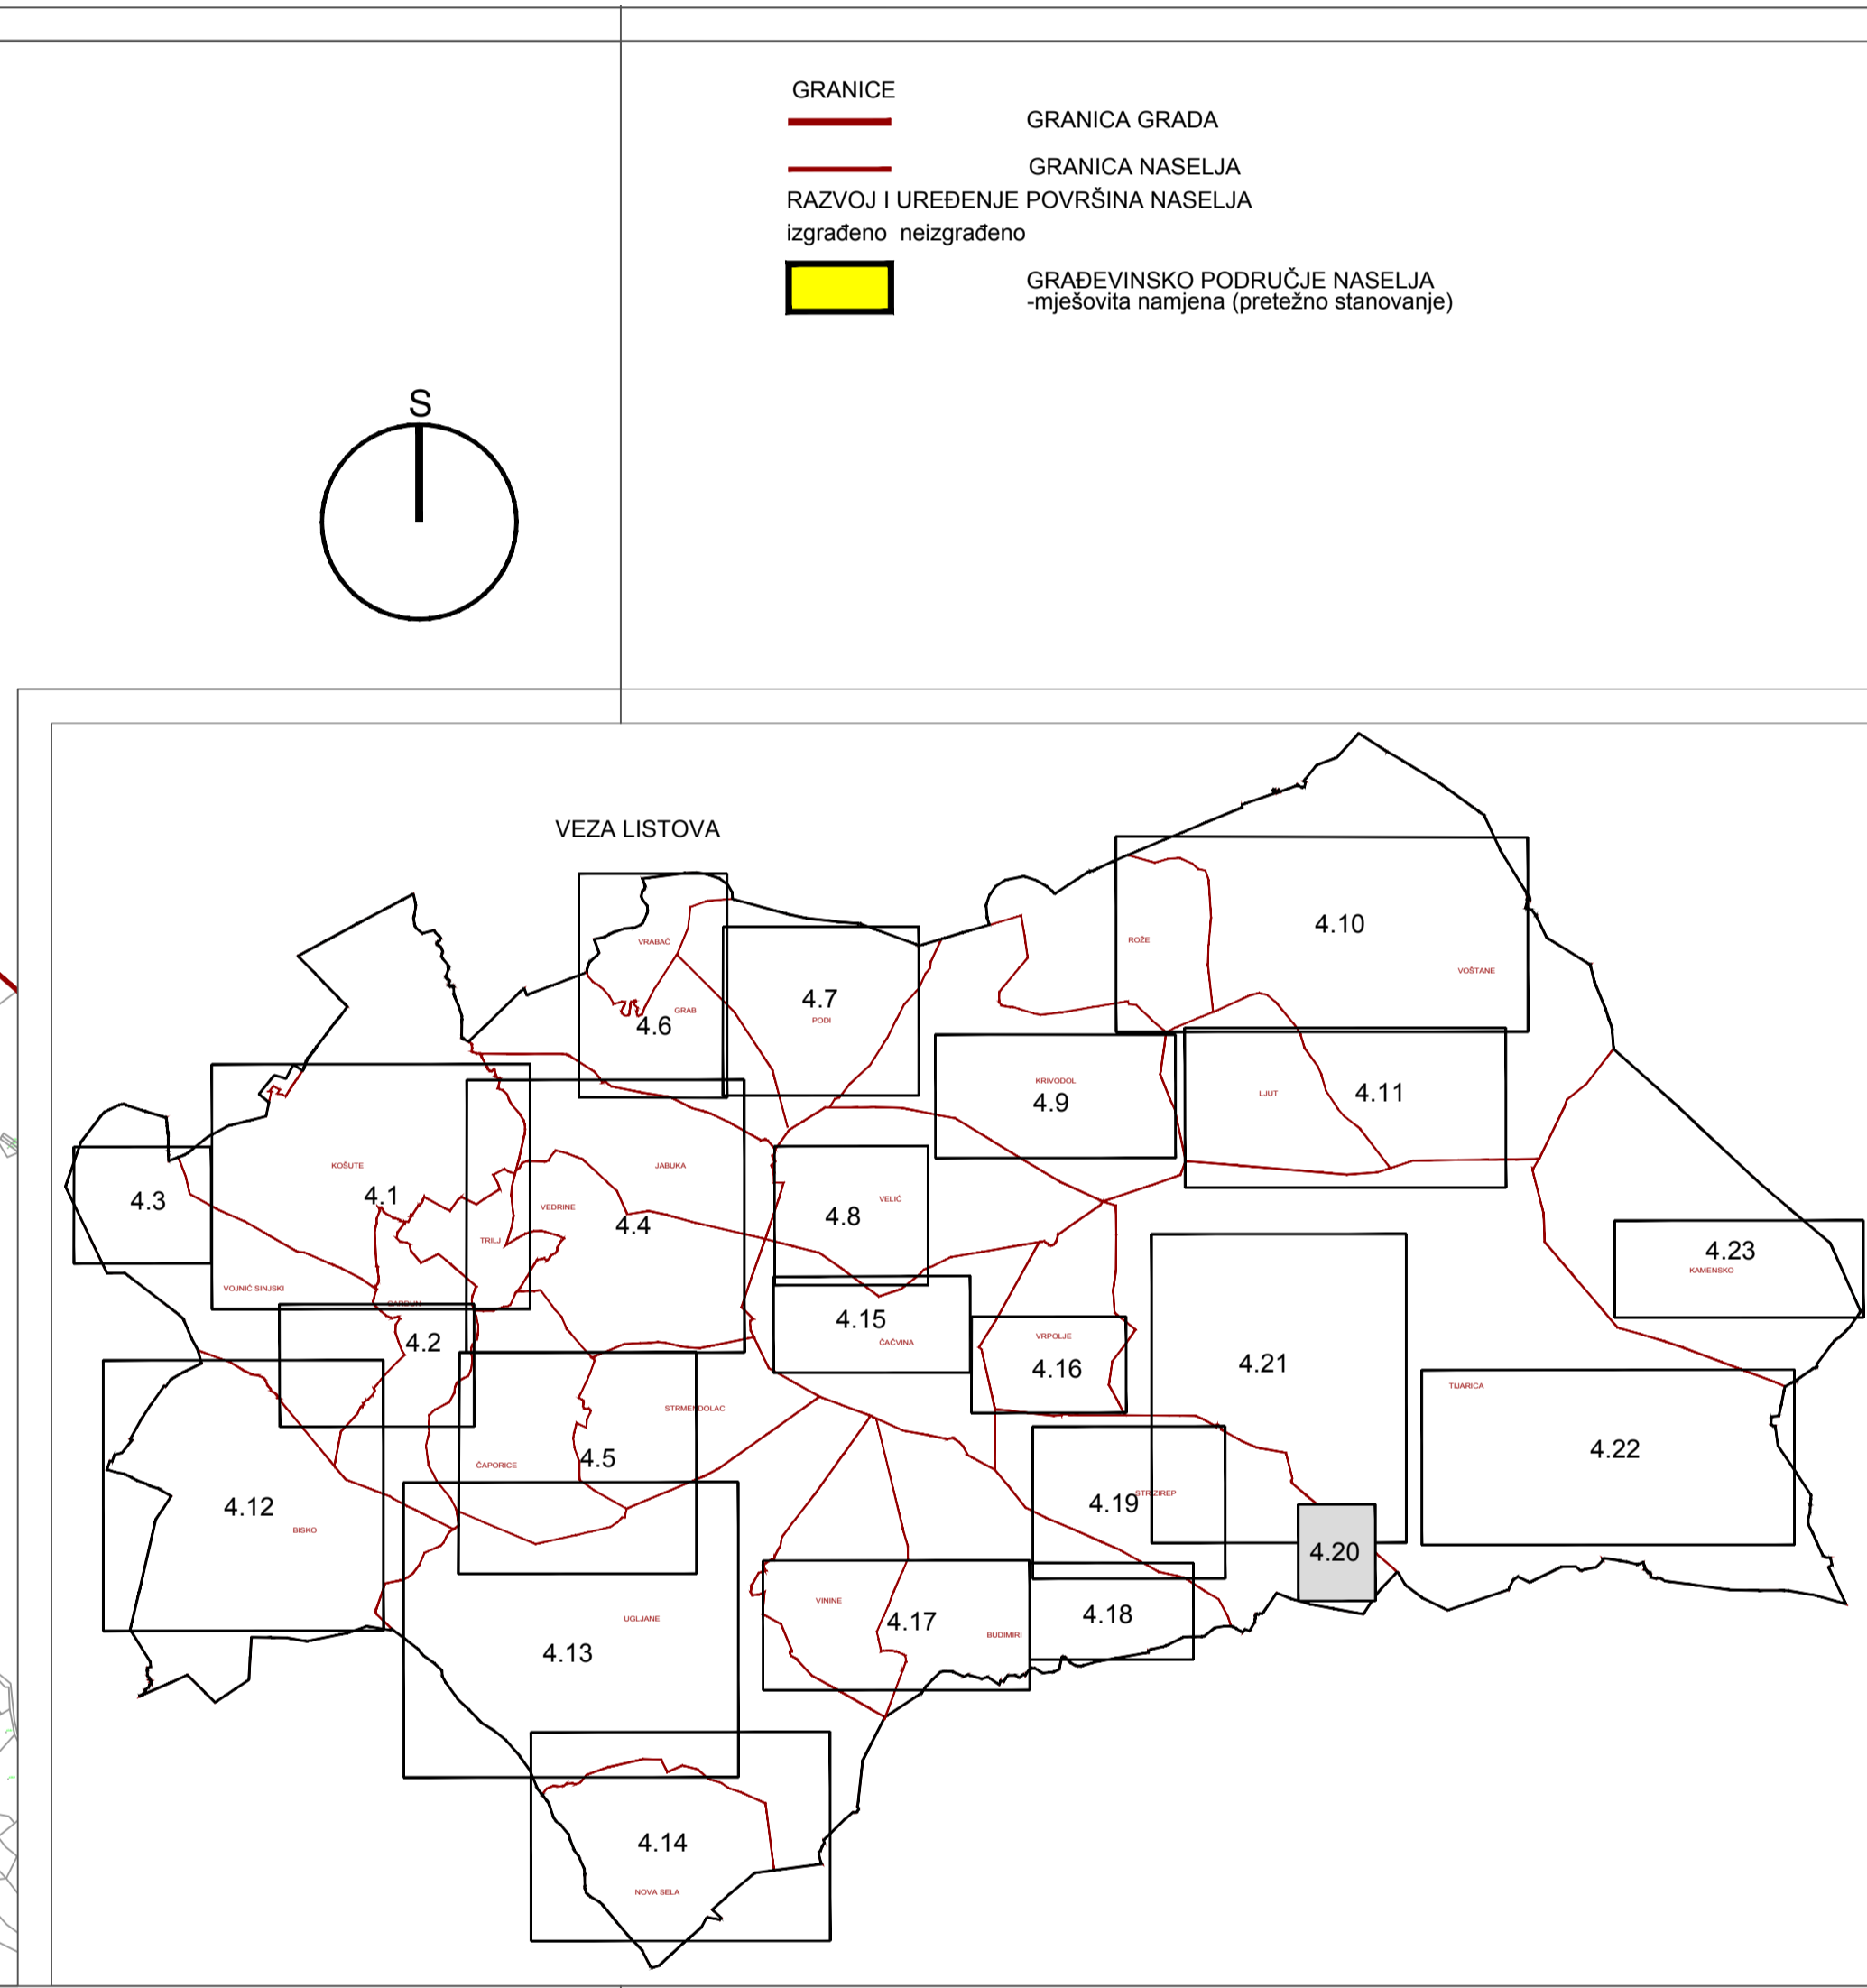 GRANICE
GRANICA GRADA
GRANICA NASELJA
RAZVOJ I UREĐENJE POVRŠINA NASELJA
izgrađeno neizgrađeno
GRAĐEVINSKO PODRUČJE NASELJA
-mješovita namjena (pretežno stanovanje)
S
VEZA LISTOVA
4.10
ROŽE
VRABAČ
VOŠTANE
4.7
GRAB
PODI
4.6
KRIVODOL
4.9
LJUT
4.11
KOŠUTE
JABUKA
4.1
4.3
VELIĆ
VEDRINE
4.8
4.4
TRILJ
4.23
KAMENSKO
VOJNIĆ SINJSKI
GARDUN
4.15
4.2
ČAČVINA
VRPOLJE
4.16
4.21
TIJARICA
STRMENDOLAC
4.22
4.5
ČAPORICE
STRIZIREP
4.19
4.12
BISKO
4.20
VININE
4.18
UGLJANE
4.17
BUDIMIRI
4.13
4.14
NOVA SELA